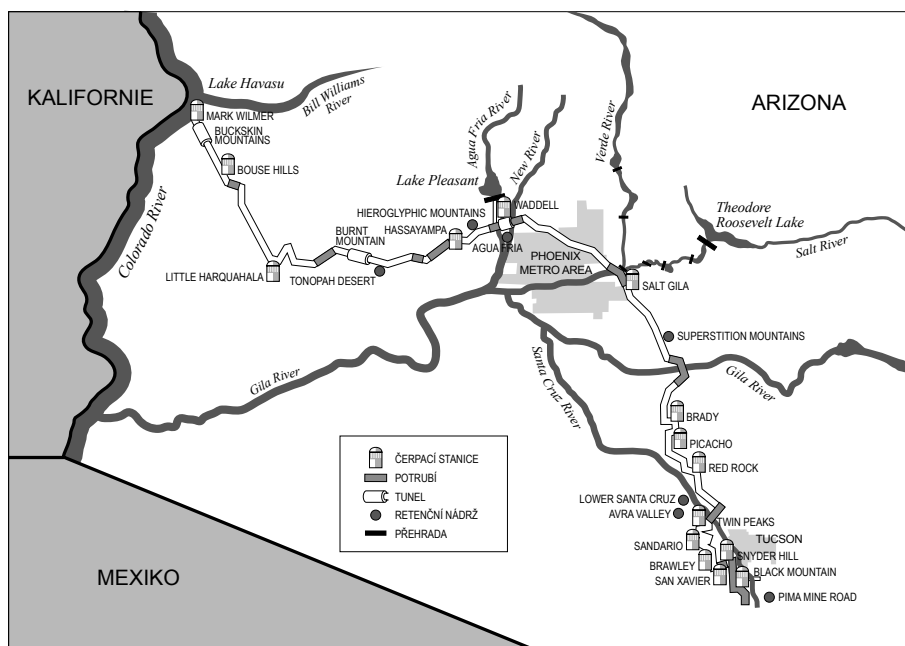 KALIFORNIE
Lake Havasu
Bill Williams
River
MARK WILMER
BUCKSKIN
MOUNTAINS
BOUSE HILLS
Colorado River
LITTLE HARQUAHALA
BURNT
MOUNTAIN
TONOPAH DESERT
HIEROGLYPHIC MOUNTAINS
HASSAYAMPA
Lake Pleasant
Agua Fria River
New River
WADDELL
AGUA FRIA
PHOENIX
METRO AREA
Verde River
ARIZONA
Theodore
Roosevelt Lake
Salt River
SALT GILA
SUPERSTITION MOUNTAINS
Gila River
Gila River
Santa Cruz River
BRADY
PICACHO
RED ROCK
LOWER SANTA CRUZ
AVRA VALLEY
TWIN PEAKS
TUCSON
SANDARIO
SNYDER HILL
BRAWLEY
BLACK MOUNTAIN
SAN XAVIER
PIMA MINE ROAD
ČERPACÍ STANICE
POTRUBÍ
TUNEL
RETENČNÍ NÁDRŽ
PŘEHRADA
MEXIKO